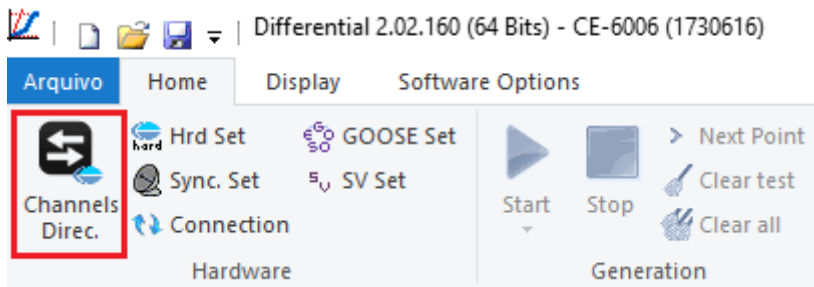 Differential 2.02.160 (64 Bits) - CE-6006 (1730616)
Arquivo Home Display Software Options
Channels Direc.
hard Hrd Set
Sync. Set
Connection
GOOSE Set
SV Set
Hardware
Start
Stop
Next Point
Clear test
Clear all
Generation